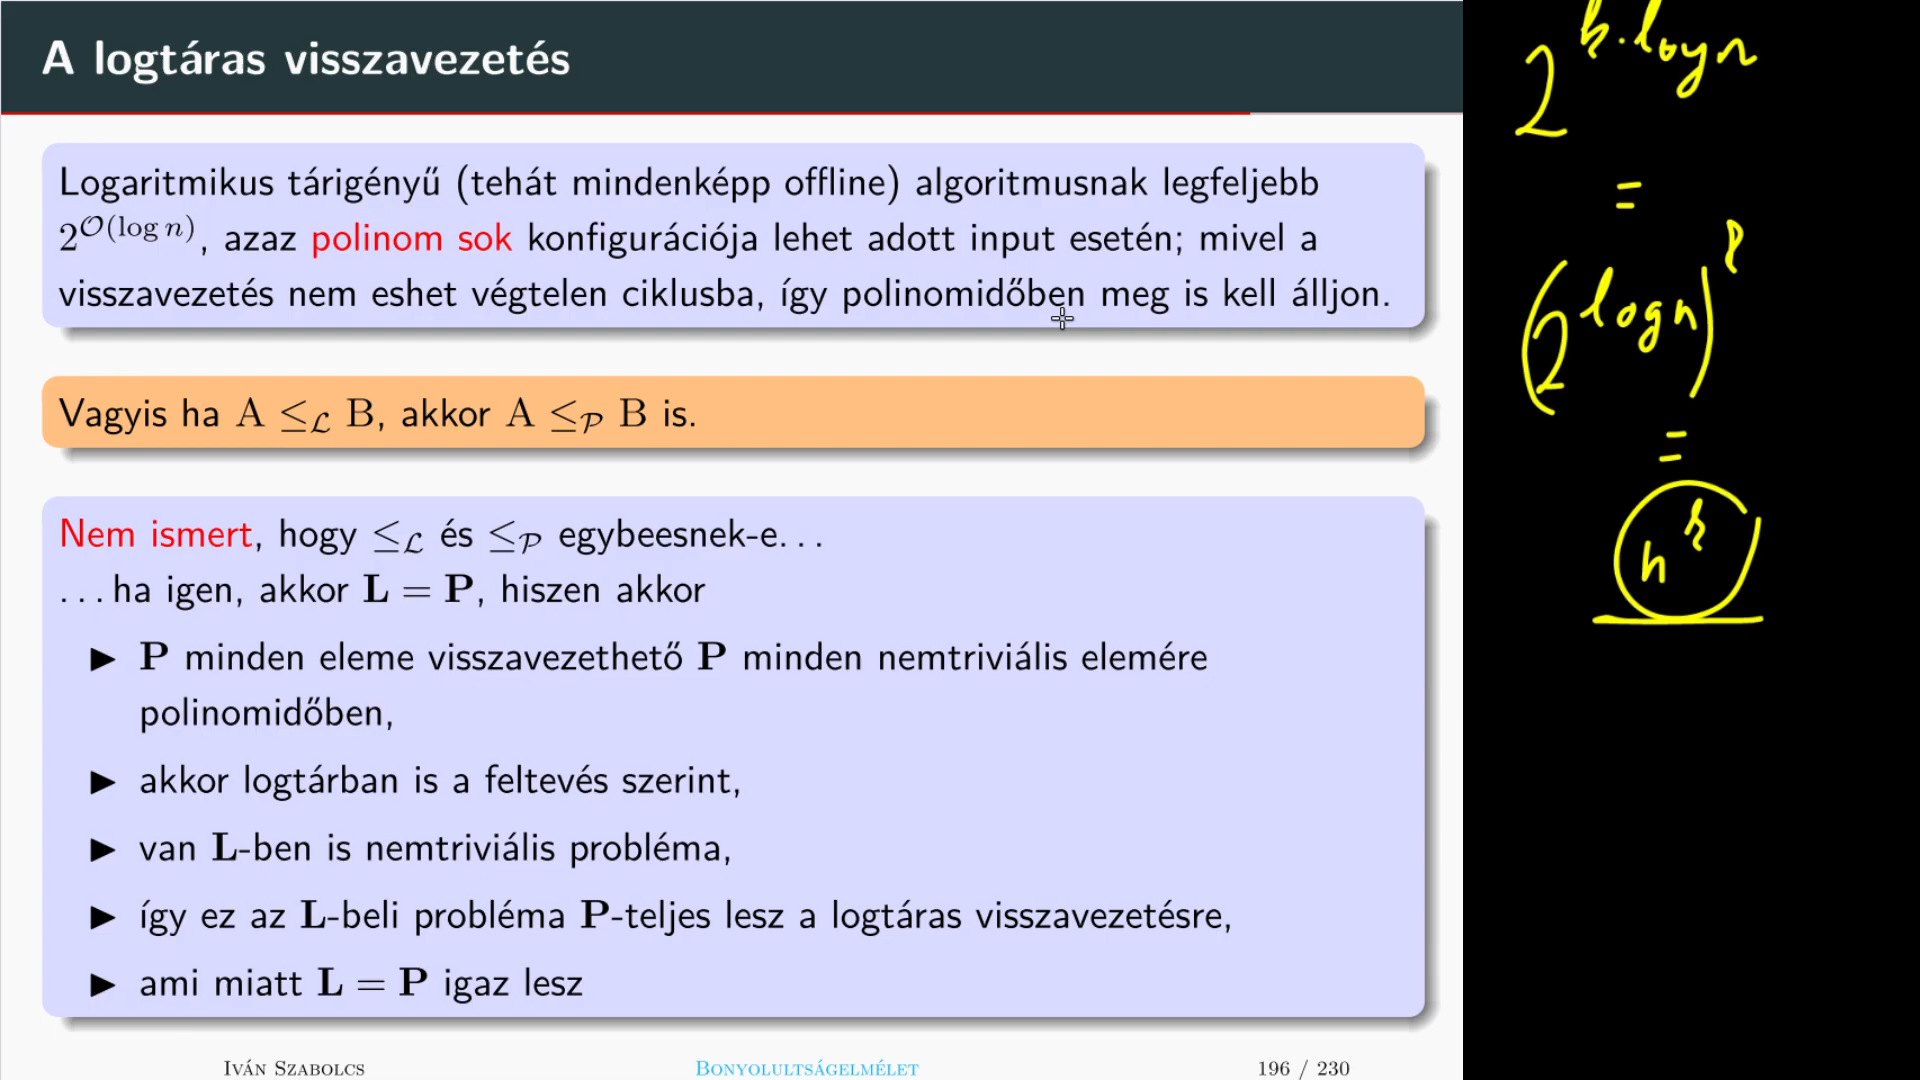 A logtáras visszavezetés
Logaritmikus tárigényű (tehát mindenképp offline) algoritmusnak legfeljebb
2^{𝒪(log n)}, azaz polinom sok konfigurációja lehet adott input esetén; mivel a
visszavezetés nem eshet végtelen ciklusba, így polinomidőben meg is kell álljon.
Vagyis ha A ≤_ℒ B, akkor A ≤_𝒫 B is.
Nem ismert, hogy ≤_ℒ és ≤_𝒫 egybeesnek-e...
...ha igen, akkor L = P, hiszen akkor
▶ P minden eleme visszavezethető P minden nemtriviális elemére
polinomidőben,
▶ akkor logtárban is a feltevés szerint,
▶ van L-ben is nemtriviális probléma,
▶ így ez az L-beli probléma P-teljes lesz a logtáras visszavezetésre,
▶ ami miatt L = P igaz lesz
Iván Szabolcs Bonyolultságelmélet 196 / 230
2^{k·log n}
=
(2^{log n})^k
=
n^k